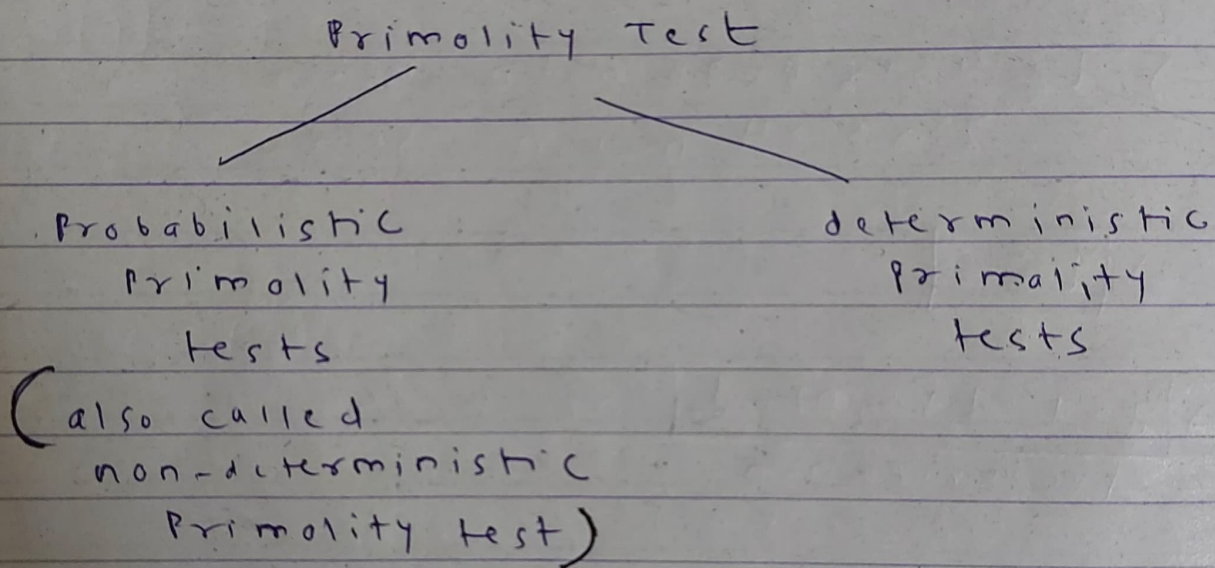 Primolity Test
Probabilistic
Primolity
tests
(also called
non-deterministic
Primolity test)
deterministic
Primality
tests